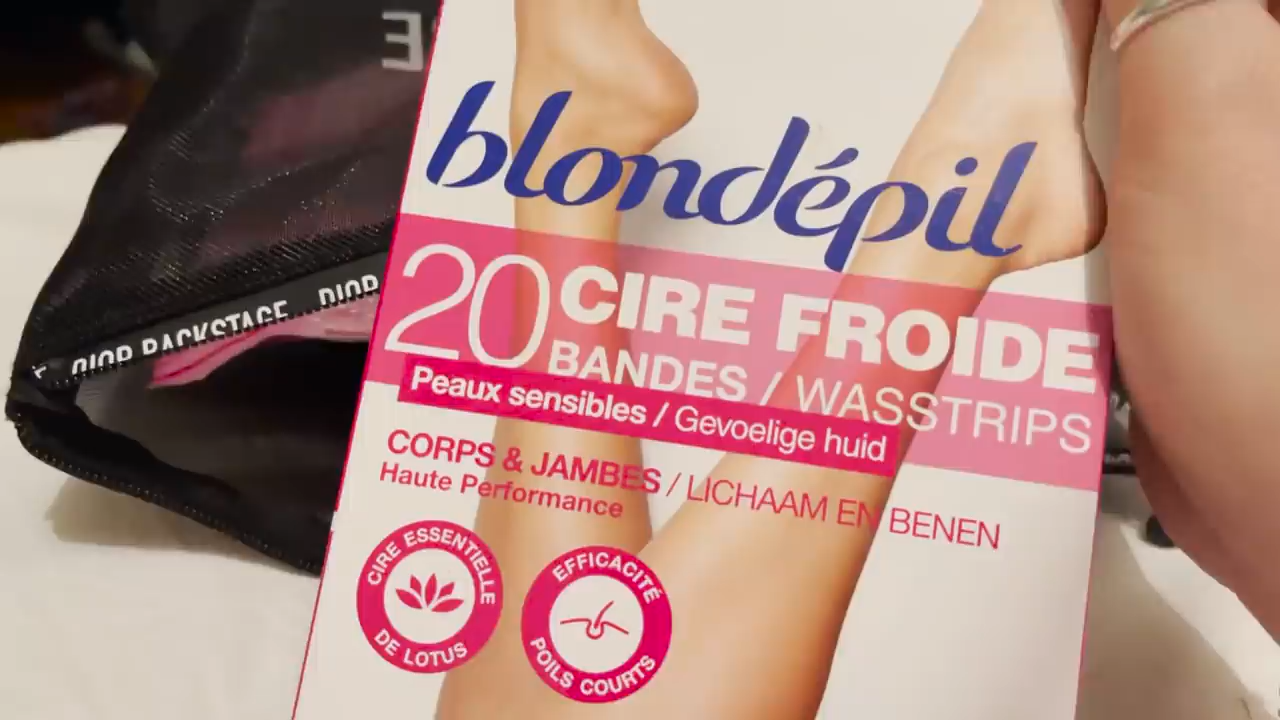 blondépil
20 CIRE FROIDE
BANDES / WASSTRIPS
Peaux sensibles / Gevoelige huid
CORPS & JAMBES / LICHAAM EN BENEN
Haute Performance
CIRE ESSENTIELLE
DE LOTUS
EFFICACITÉ
POILS COURTS
DIOR BACKSTAGE DIOR